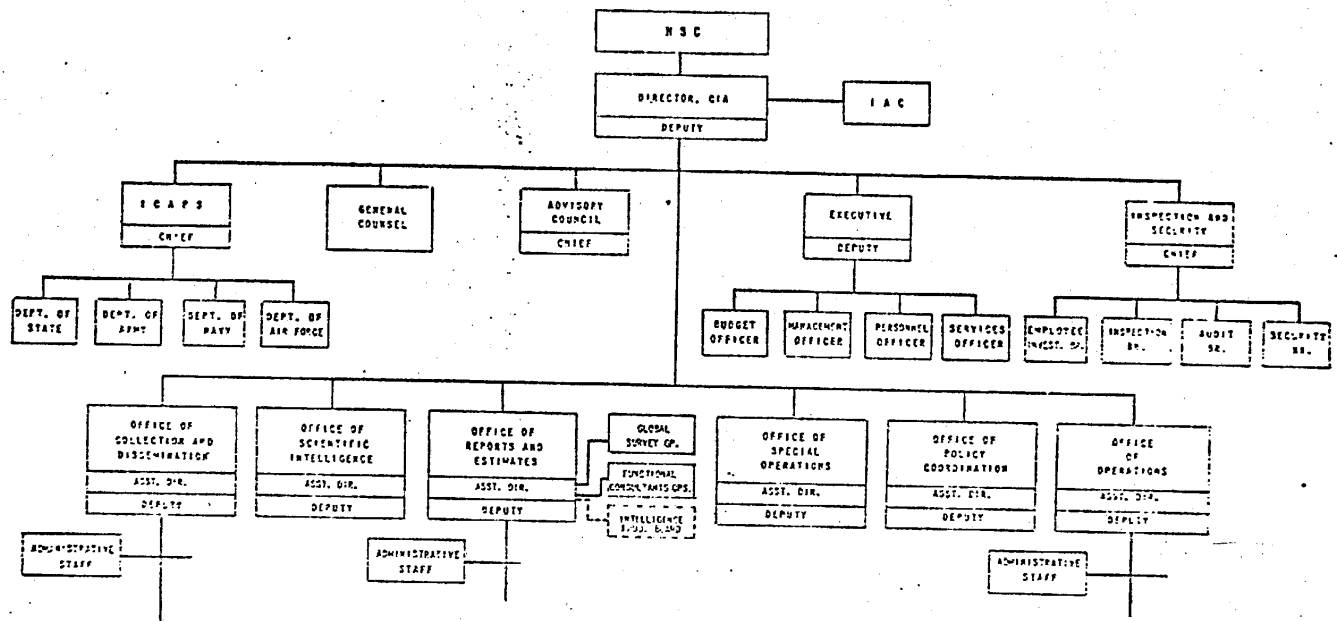 NSC
DIRECTOR, CIA
DEPUTY
IAC
ICAPS
CHIEF
GENERAL
COUNSEL
ADVISORY
COUNCIL
CHIEF
EXECUTIVE
DEPUTY
INSPECTION AND
SECURITY
CHIEF
DEPT. OF
STATE
DEPT. OF
ARMY
DEPT. OF
NAVY
DEPT. OF
AIR FORCE
BUDGET
OFFICER
MANAGEMENT
OFFICER
PERSONNEL
OFFICER
SERVICES
OFFICER
EMPLOYEE
INVEST. BR.
INSPECTION
BR.
AUDIT
BR.
SECURITY
BR.
OFFICE OF
COLLECTION AND
DISSEMINATION
ASST. DIR.
DEPUTY
OFFICE OF
SCIENTIFIC
INTELLIGENCE
ASST. DIR.
DEPUTY
OFFICE OF
REPORTS AND
ESTIMATES
ASST. DIR.
DEPUTY
GLOBAL
SURVEY GP.
FUNCTIONAL
CONSULTANTS GPS.
INTELLIGENCE
BOARD
OFFICE OF
SPECIAL
OPERATIONS
ASST. DIR.
DEPUTY
OFFICE OF
POLICY
COORDINATION
ASST. DIR.
DEPUTY
OFFICE
OF
OPERATIONS
ASST. DIR.
DEPUTY
ADMINISTRATIVE
STAFF
ADMINISTRATIVE
STAFF
ADMINISTRATIVE
STAFF